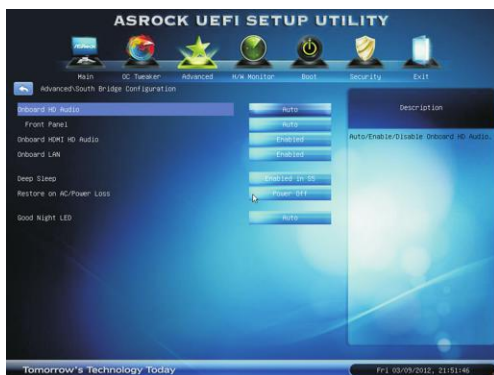 ASROCK UEFI SETUP UTILITY
Main OC Tweaker Advanced H/W Monitor Boot Security Exit
Advanced\South Bridge Configuration
Description
Onboard HD Audio Auto
Front Panel Auto
Auto/Enable/Disable Onboard HD Audio.
Onboard HDMI HD Audio Enabled
Onboard LAN Enabled
Deep Sleep Enabled in S5
Restore on AC/Power Loss Power Off
Good Night LED Auto
Tomorrow's Technology Today
Fri 03/09/2012, 21:51:46